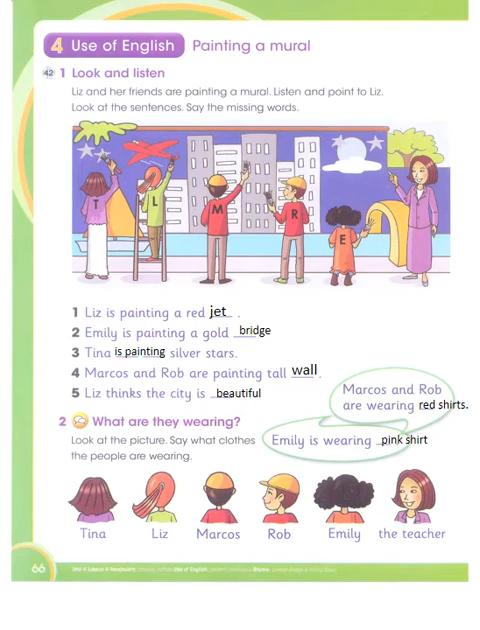 4 Use of English Painting a mural
42 1 Look and listen
Liz and her friends are painting a mural. Listen and point to Liz.
Look at the sentences. Say the missing words.
T L M R E
1 Liz is painting a red jet .
2 Emily is painting a gold bridge
3 Tina is painting silver stars.
4 Marcos and Rob are painting tall wall .
5 Liz thinks the city is beautiful
Marcos and Rob
are wearing red shirts.
2 What are they wearing?
Look at the picture. Say what clothes
the people are wearing.
Emily is wearing pink shirt
Tina Liz Marcos Rob Emily the teacher
66